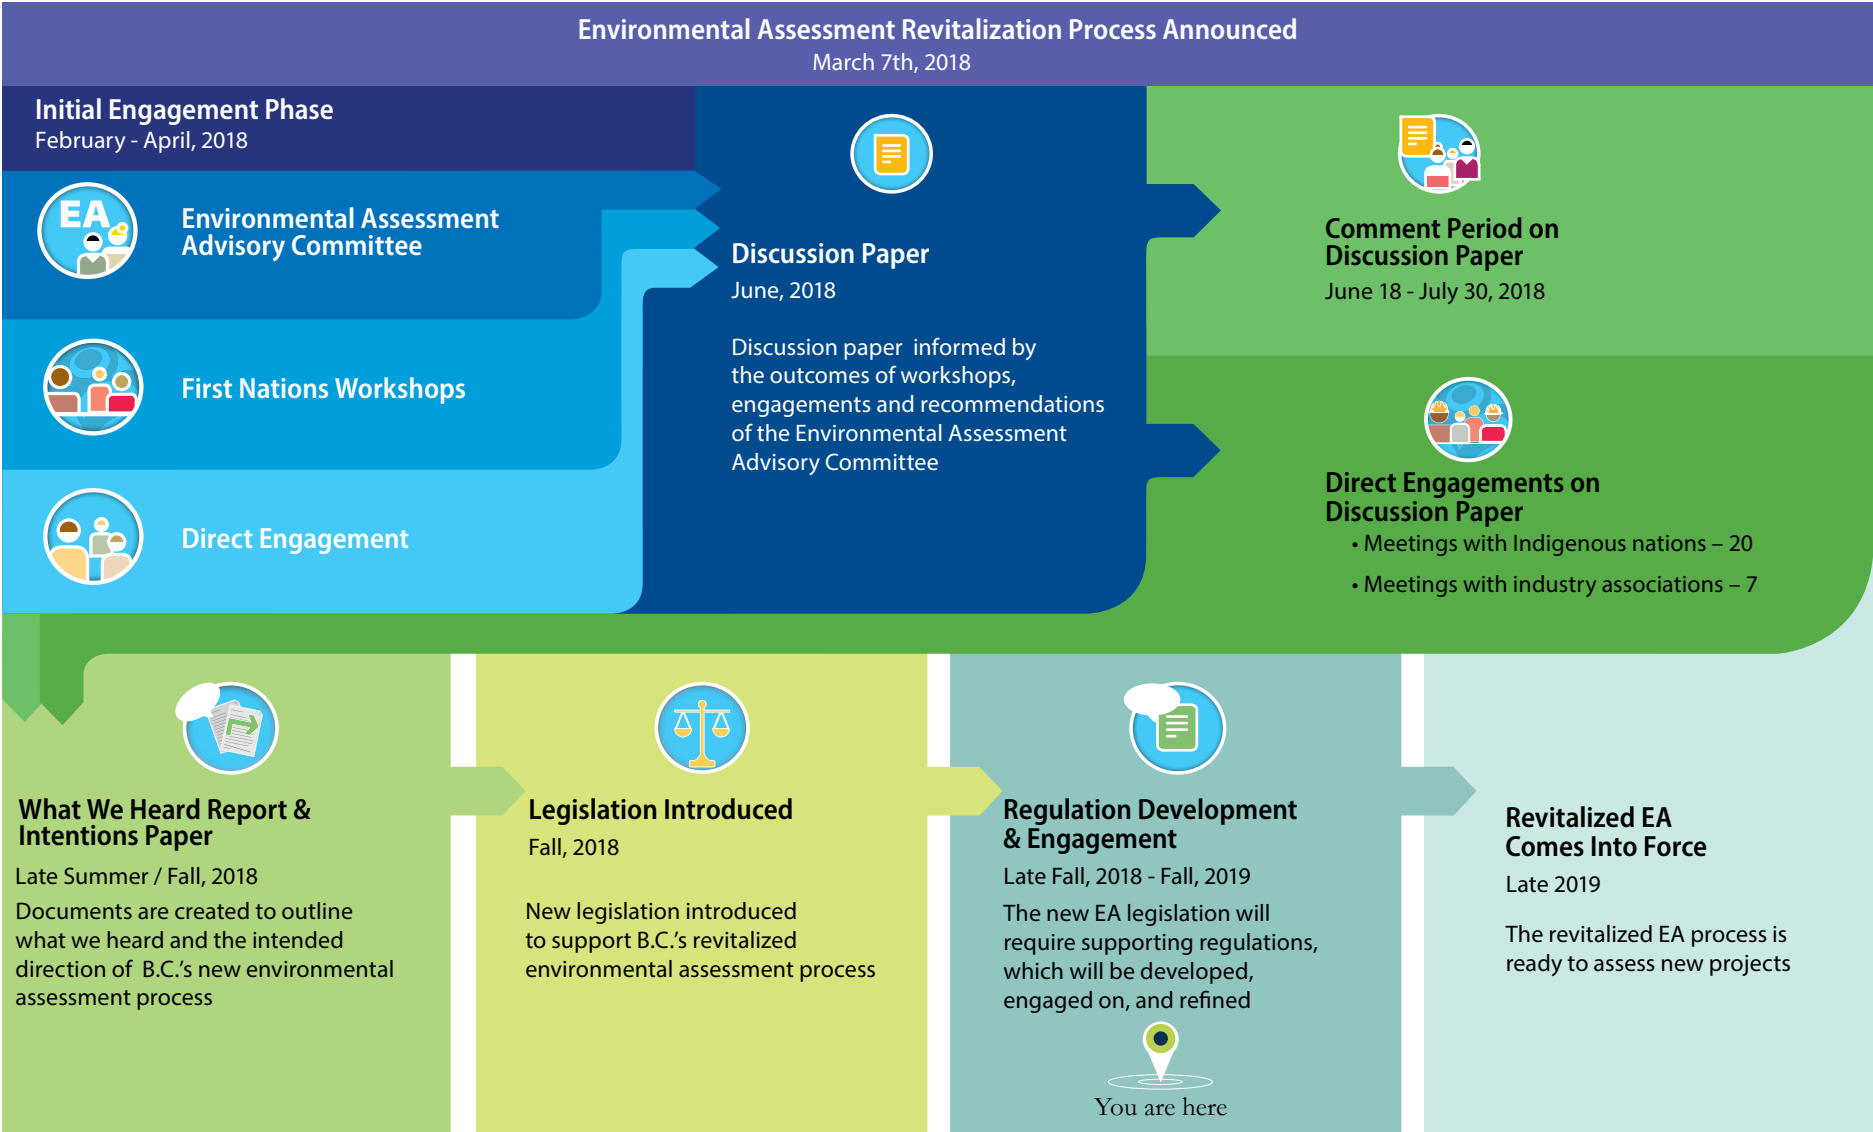 Environmental Assessment Revitalization Process Announced
March 7th, 2018
Initial Engagement Phase
February - April, 2018
EA
Environmental Assessment
Advisory Committee
First Nations Workshops
Direct Engagement
Discussion Paper
June, 2018
Discussion paper informed by
the outcomes of workshops,
engagements and recommendations
of the Environmental Assessment
Advisory Committee
Comment Period on
Discussion Paper
June 18 - July 30, 2018
Direct Engagements on
Discussion Paper
• Meetings with Indigenous nations – 20
• Meetings with industry associations – 7
What We Heard Report &
Intentions Paper
Late Summer / Fall, 2018
Documents are created to outline
what we heard and the intended
direction of B.C.'s new environmental
assessment process
Legislation Introduced
Fall, 2018
New legislation introduced
to support B.C.'s revitalized
environmental assessment process
Regulation Development
& Engagement
Late Fall, 2018 - Fall, 2019
The new EA legislation will
require supporting regulations,
which will be developed,
engaged on, and refined
You are here
Revitalized EA
Comes Into Force
Late 2019
The revitalized EA process is
ready to assess new projects